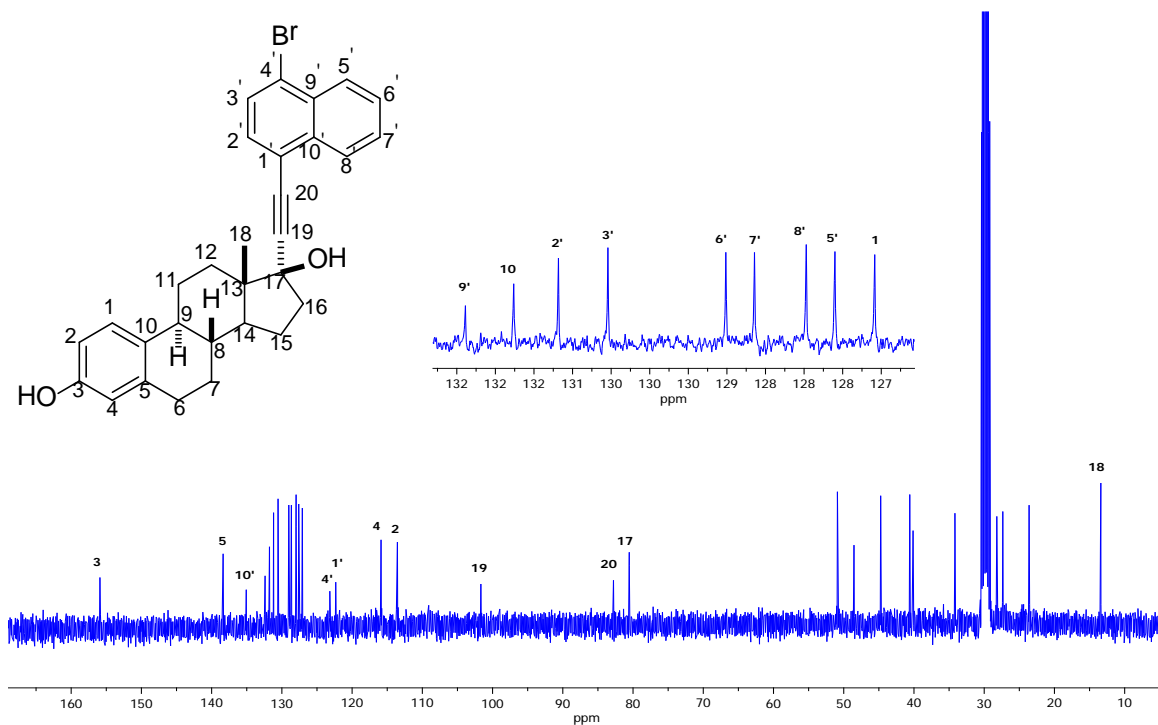 Br
4' 5'
3' 9' 6'
2' 10' 7'
1' 8'
20
19
18 OH
12 17
11 13 16
H
1 9 14 15
2 10 8
H
3 5 7
HO 4 6
9' 10 2' 3' 6' 7' 8' 5' 1
132 132 132 131 130 130 130 129 128 128 128 127
ppm
3 5 10' 4' 1' 4 2 19 20 17 18
160 150 140 130 120 110 100 90 80 70 60 50 40 30 20 10
ppm